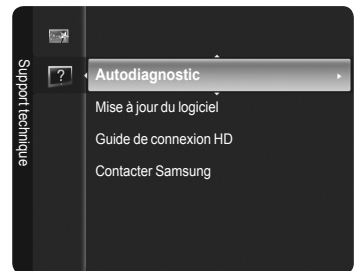 Support technique
?
Autodiagnostic
Mise à jour du logiciel
Guide de connexion HD
Contacter Samsung